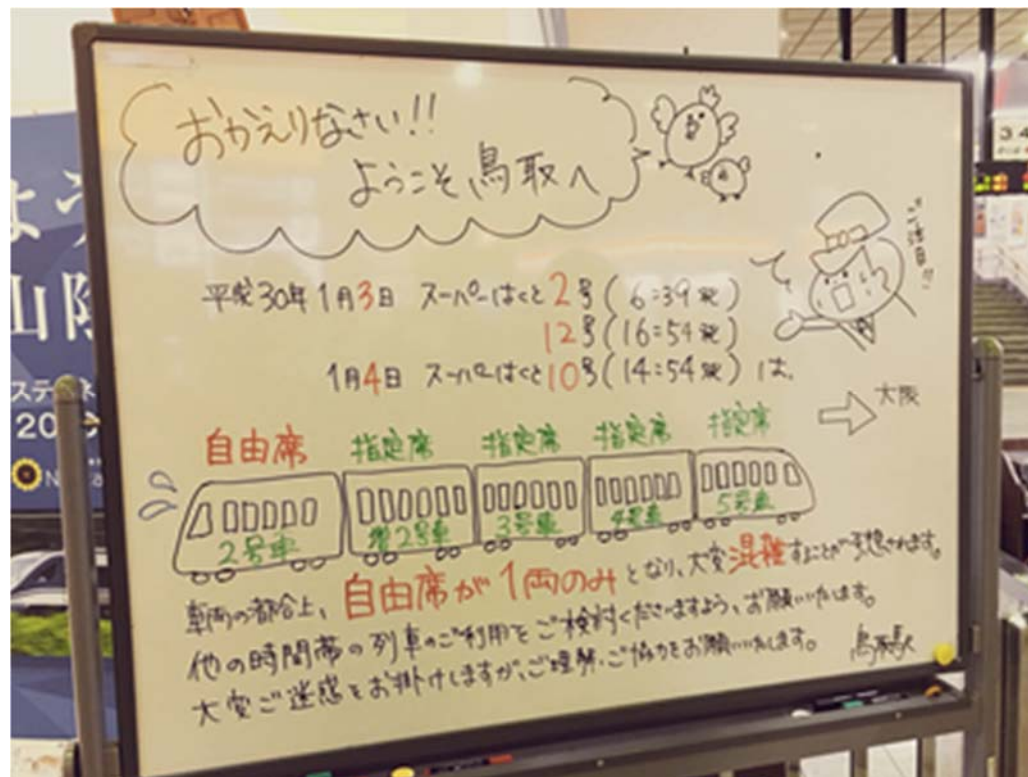 おかえりなさい!!
ようこそ鳥取へ
ご注目!!
平成30年1月3日 スーパーはくと2号(6:39発)
12号(16:54発)
1月4日 スーパーはくと10号(14:54発)は、
大阪
自由席 指定席 指定席 指定席 指定席
2号車 増2号車 3号車 4号車 5号車
車両の都合上、自由席が1両のみとなり、大変混雑することが予想されます。
他の時間帯の列車のご利用をご検討くださいますよう、お願いいたします。
大変ご迷惑をお掛けしますが、ご理解・ご協力をお願いいたします。 鳥取駅
3.4